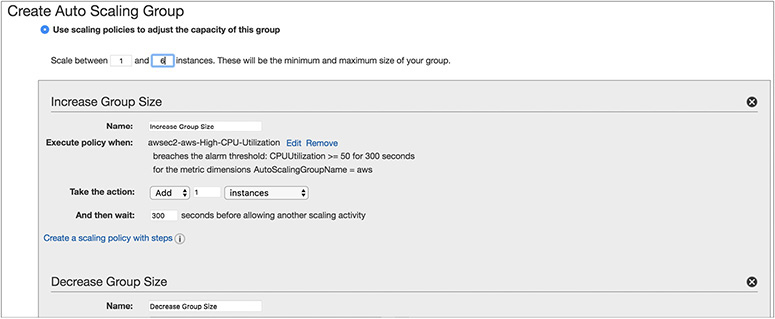 Create Auto Scaling Group
Use scaling policies to adjust the capacity of this group
Scale between 1 and 6 instances. These will be the minimum and maximum size of your group.
Increase Group Size
Name: Increase Group Size
Execute policy when: awsec2-aws-High-CPU-Utilization Edit Remove
breaches the alarm threshold: CPUUtilization >= 50 for 300 seconds
for the metric dimensions AutoScalingGroupName = aws
Take the action: Add 1 instances
And then wait: 300 seconds before allowing another scaling activity
Create a scaling policy with steps i
Decrease Group Size
Name: Decrease Group Size